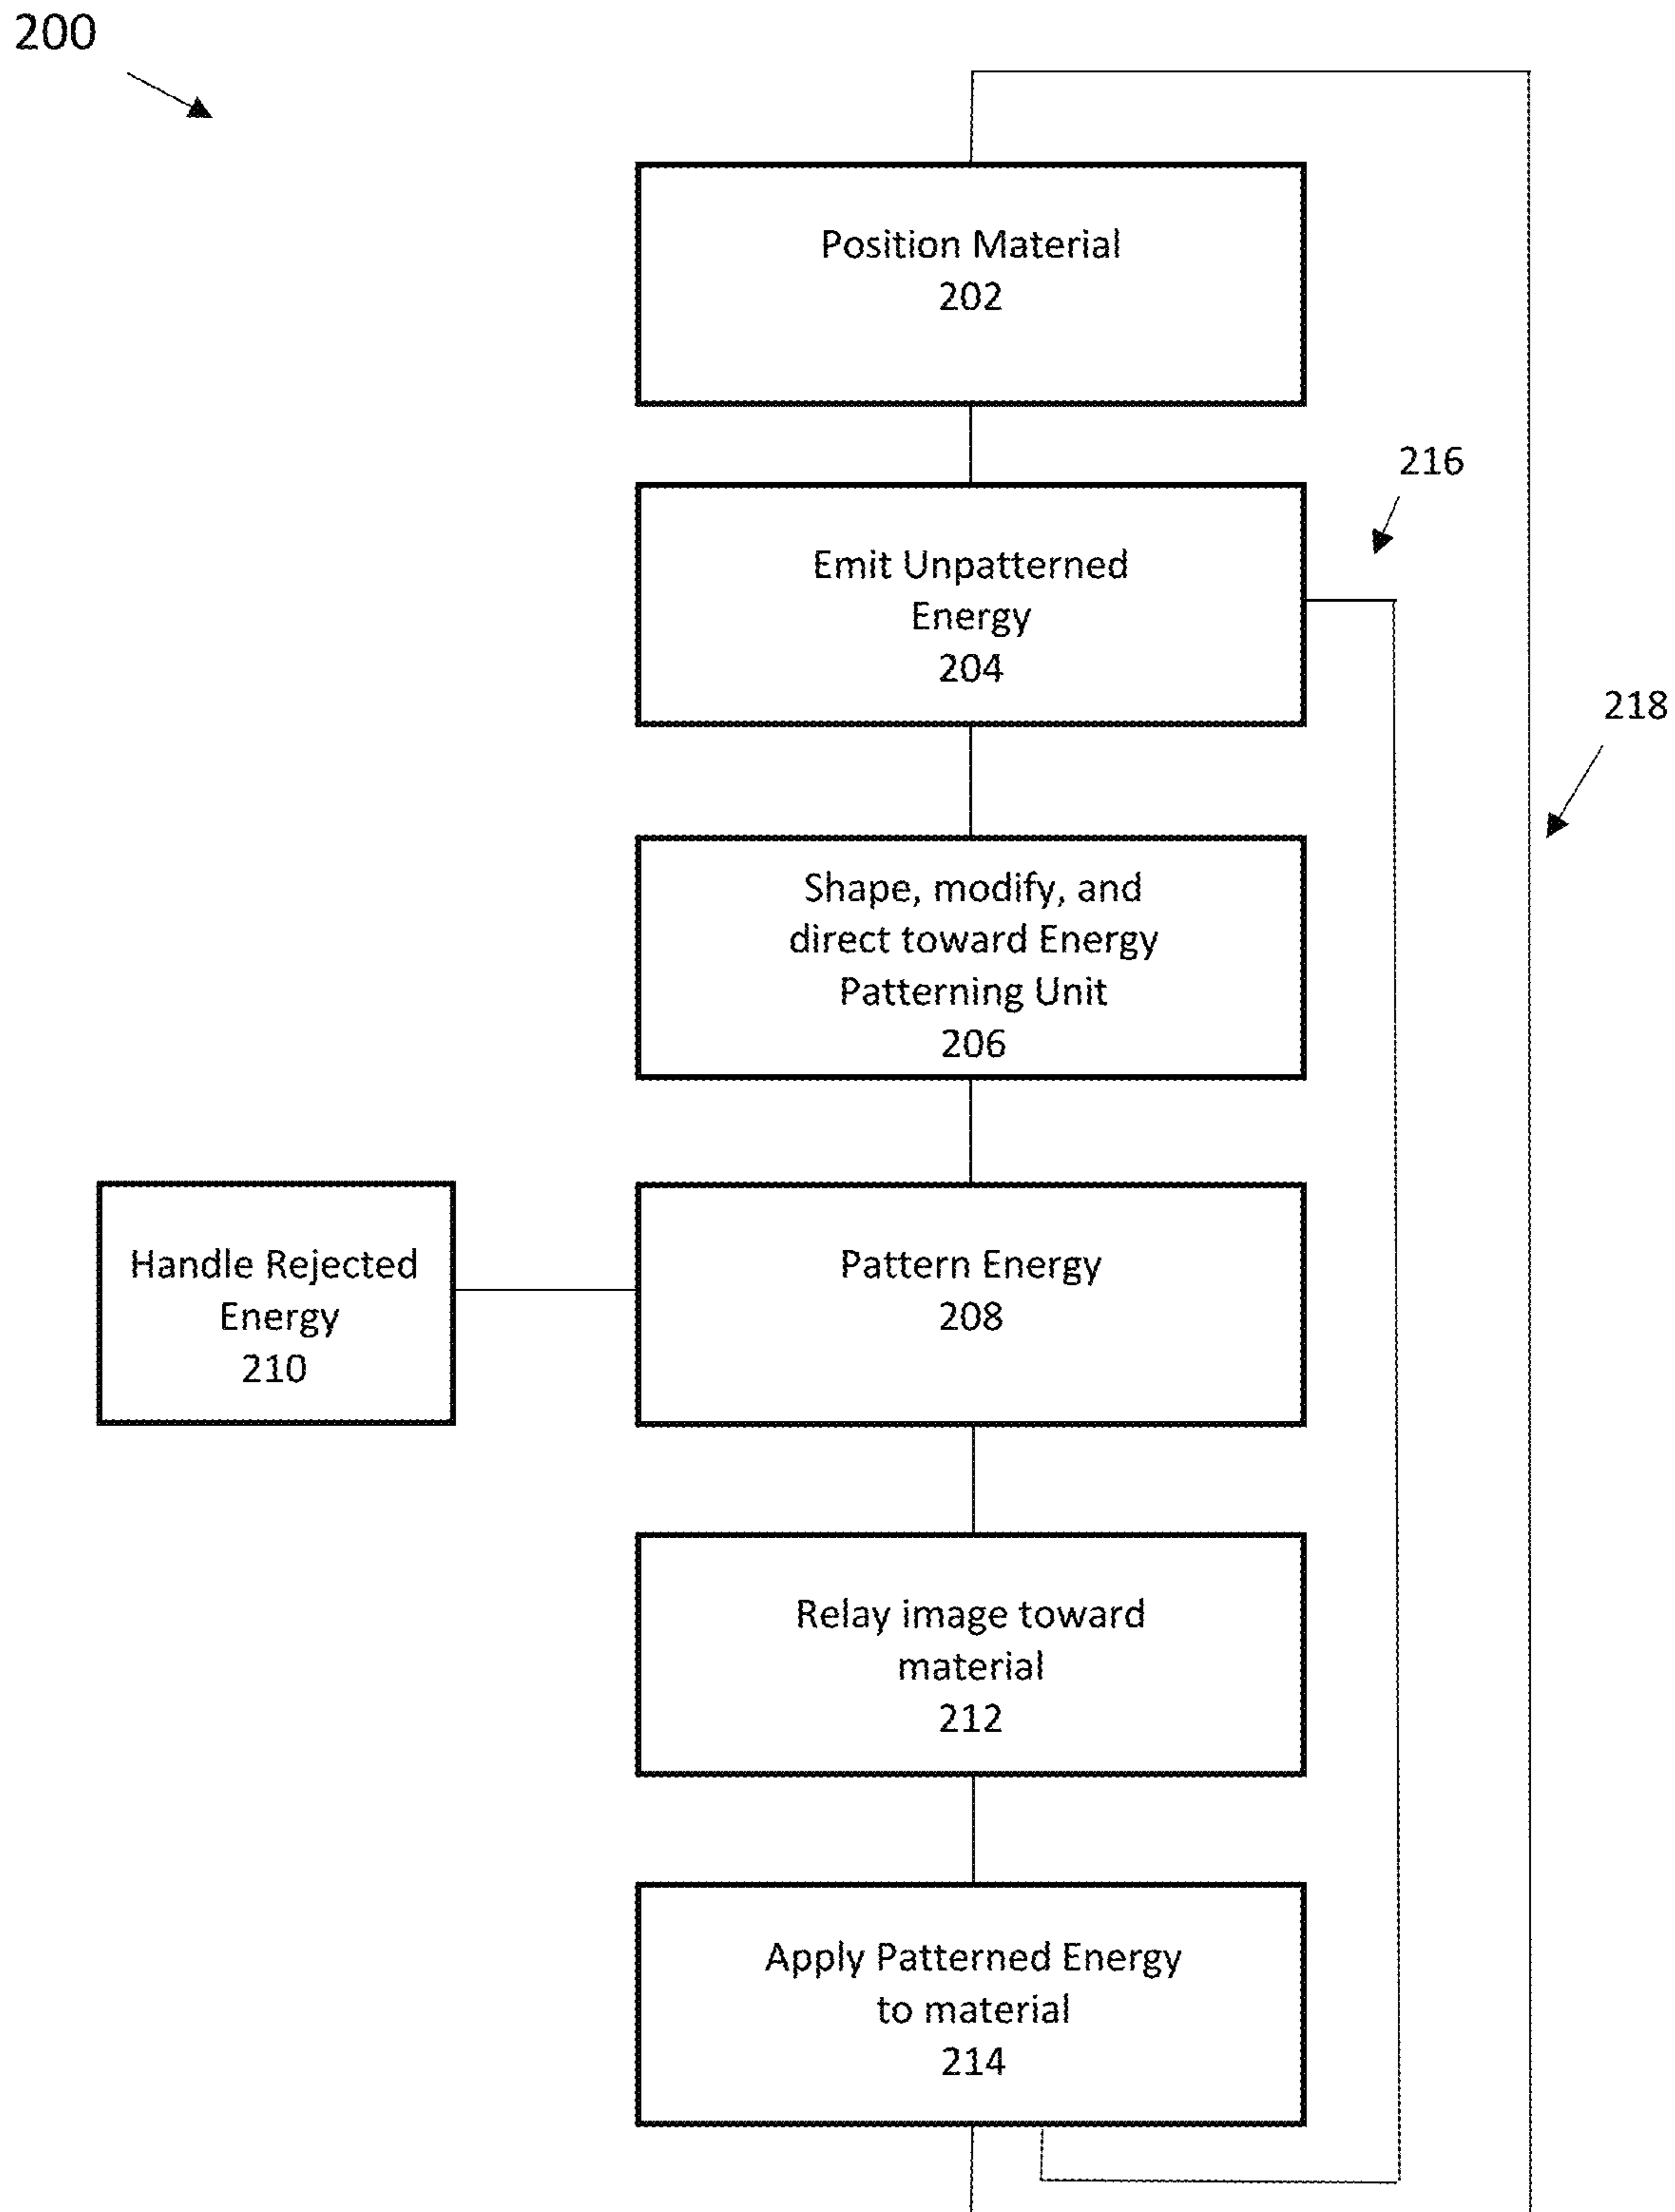 200
Position Material
202
216
Emit Unpatterned
Energy
204
218
Shape, modify, and
direct toward Energy
Patterning Unit
206
Handle Rejected
Energy
210
Pattern Energy
208
Relay image toward
material
212
Apply Patterned Energy
to material
214